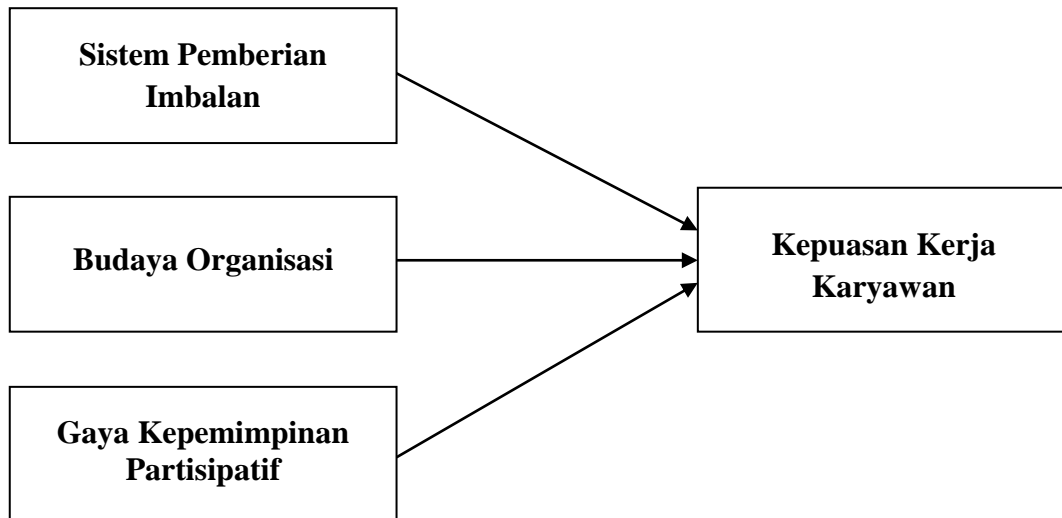 Sistem Pemberian
Imbalan
Budaya Organisasi
Kepuasan Kerja
Karyawan
Gaya Kepemimpinan
Partisipatif